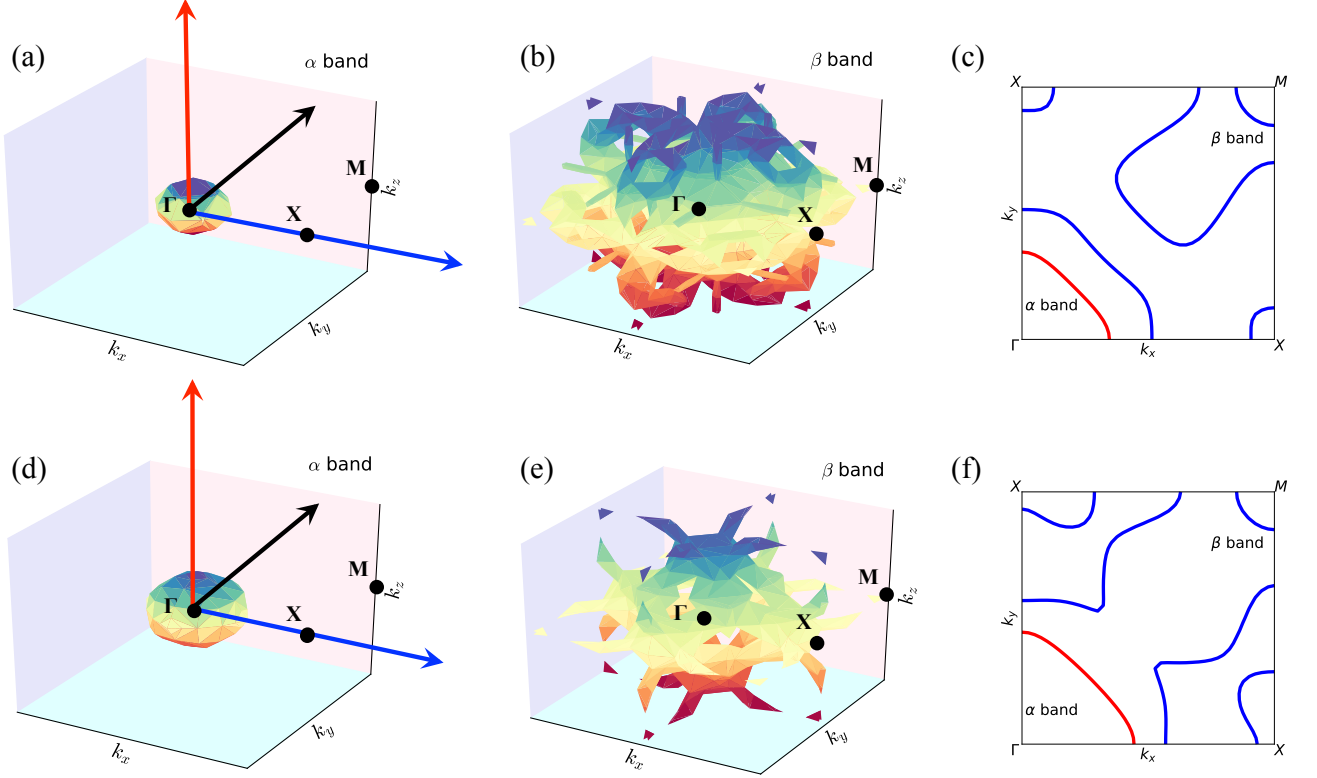 (a)
α band
Γ
X
M
k_z
k_x
k_y
(b)
β band
Γ
X
M
k_z
k_x
k_y
(c)
X
M
β band
k_y
α band
Γ
k_x
X
(d)
α band
Γ
X
M
k_z
k_x
k_y
(e)
β band
Γ
X
M
k_z
k_x
k_y
(f)
X
M
β band
k_y
α band
Γ
k_x
X